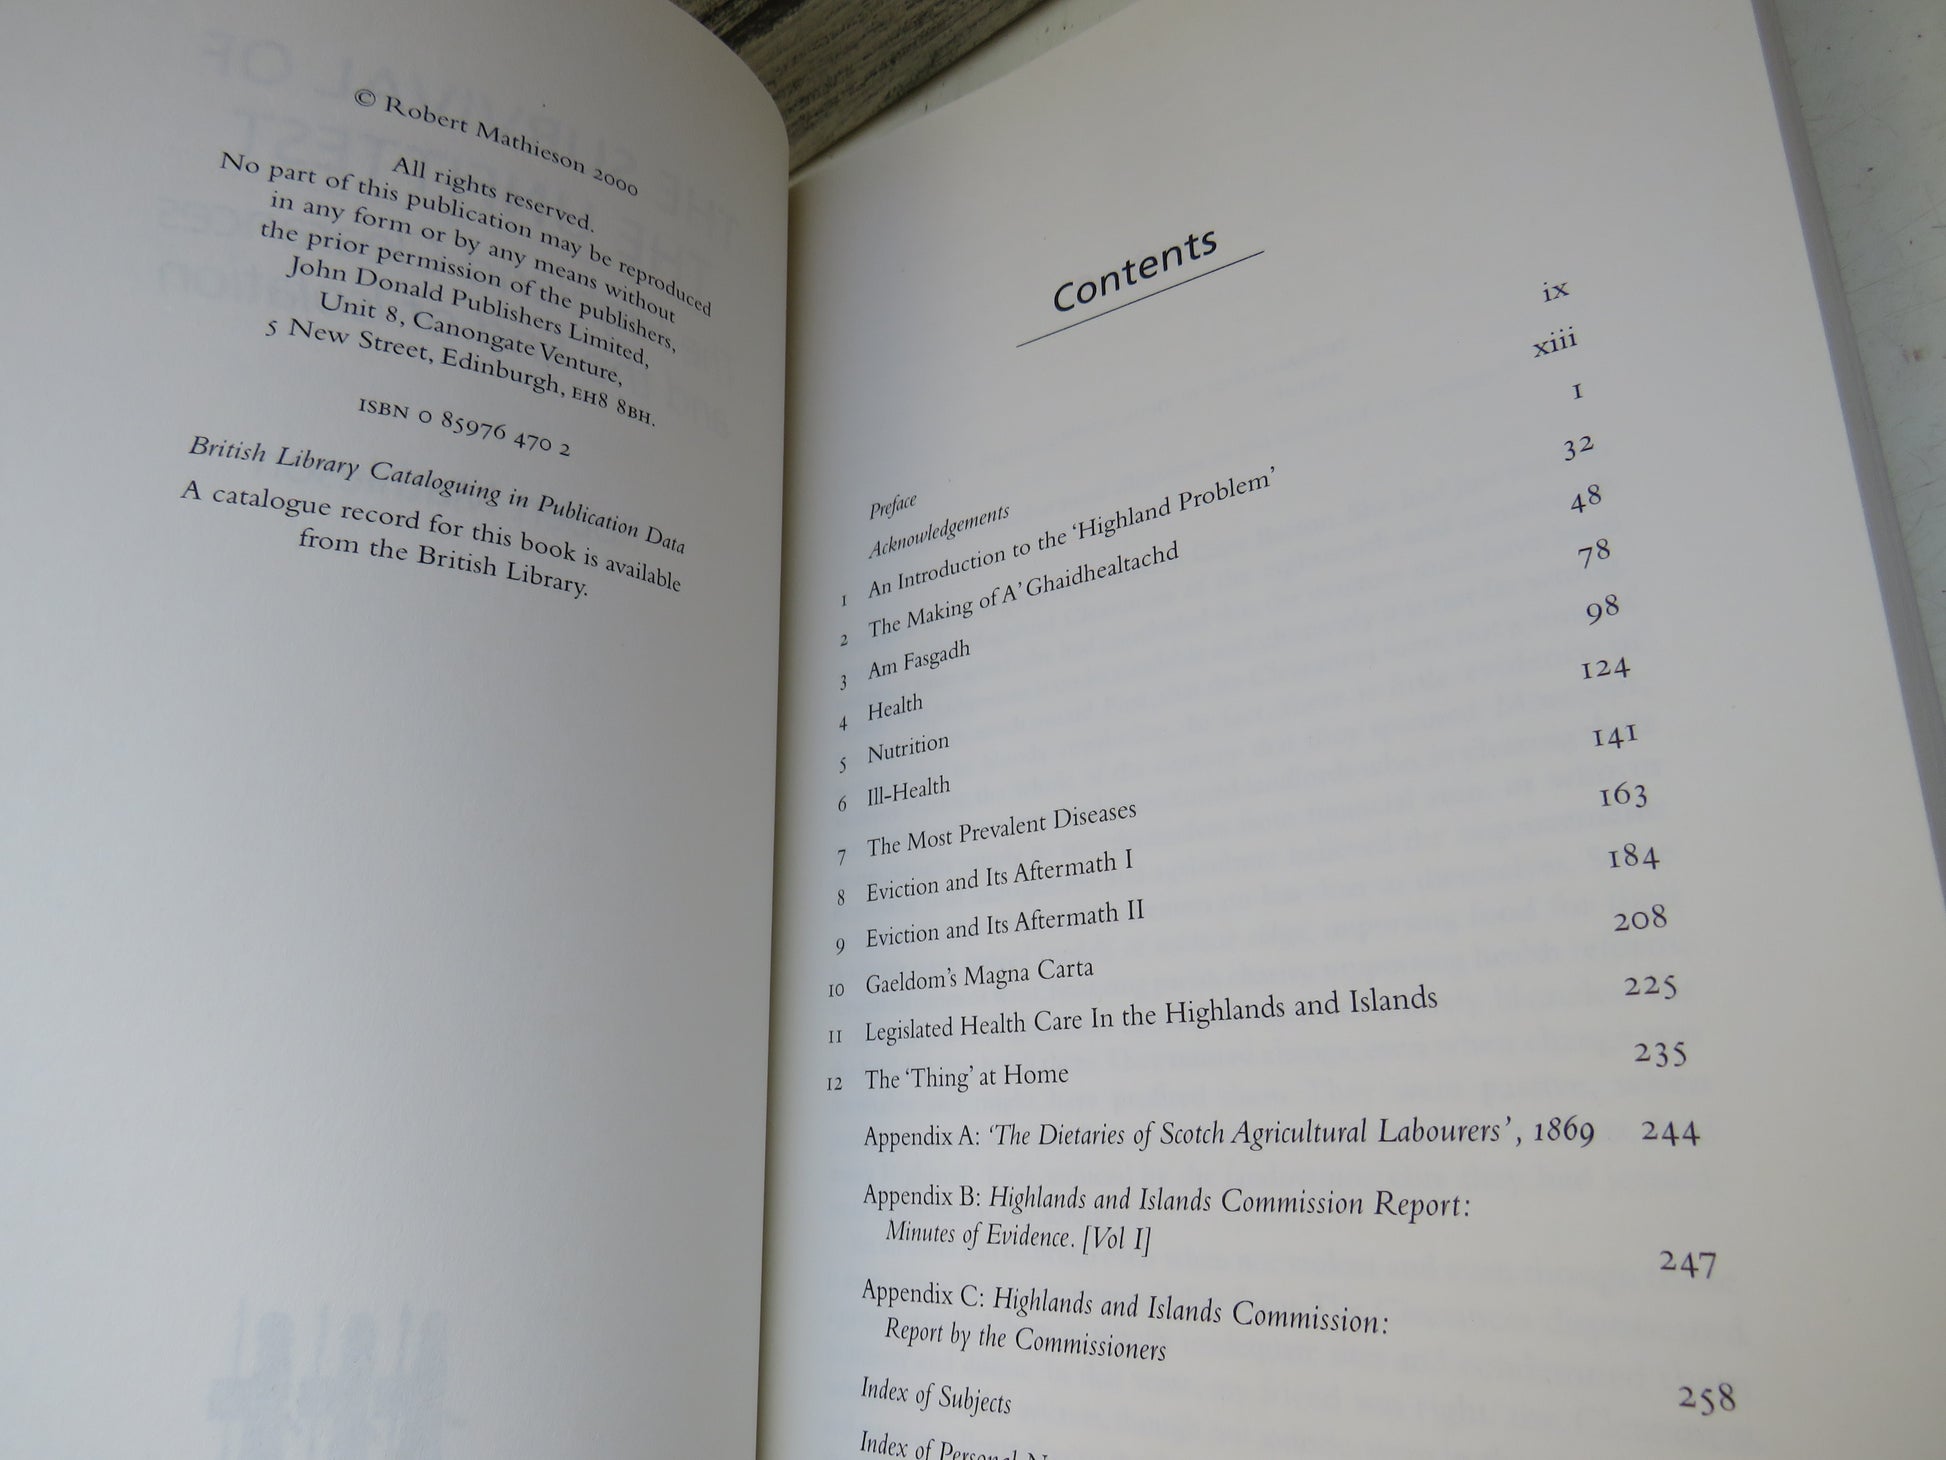 © Robert Mathieson 2000
All rights reserved.
No part of this publication may be reproduced
in any form or by any means without
the prior permission of the publishers,
John Donald Publishers Limited,
Unit 8, Canongate Venture,
5 New Street, Edinburgh, EH8 8BH.
ISBN 0 85976 470 2
British Library Cataloguing in Publication Data
A catalogue record for this book is available
from the British Library.
Contents
Preface ix
Acknowledgements xiii
1 An Introduction to the ‘Highland Problem’ 1
2 The Making of A’ Ghaidhealtachd 32
3 Am Fasgadh 48
4 Health 78
5 Nutrition 98
6 Ill-Health 124
7 The Most Prevalent Diseases 141
8 Eviction and Its Aftermath I 163
9 Eviction and Its Aftermath II 184
10 Gaeldom’s Magna Carta 208
11 Legislated Health Care In the Highlands and Islands 225
12 The ‘Thing’ at Home 235
Appendix A: ‘The Dietaries of Scotch Agricultural Labourers’, 1869 244
Appendix B: Highlands and Islands Commission Report:
Minutes of Evidence. [Vol I] 247
Appendix C: Highlands and Islands Commission:
Report by the Commissioners 258
Index of Subjects
Index of Personal